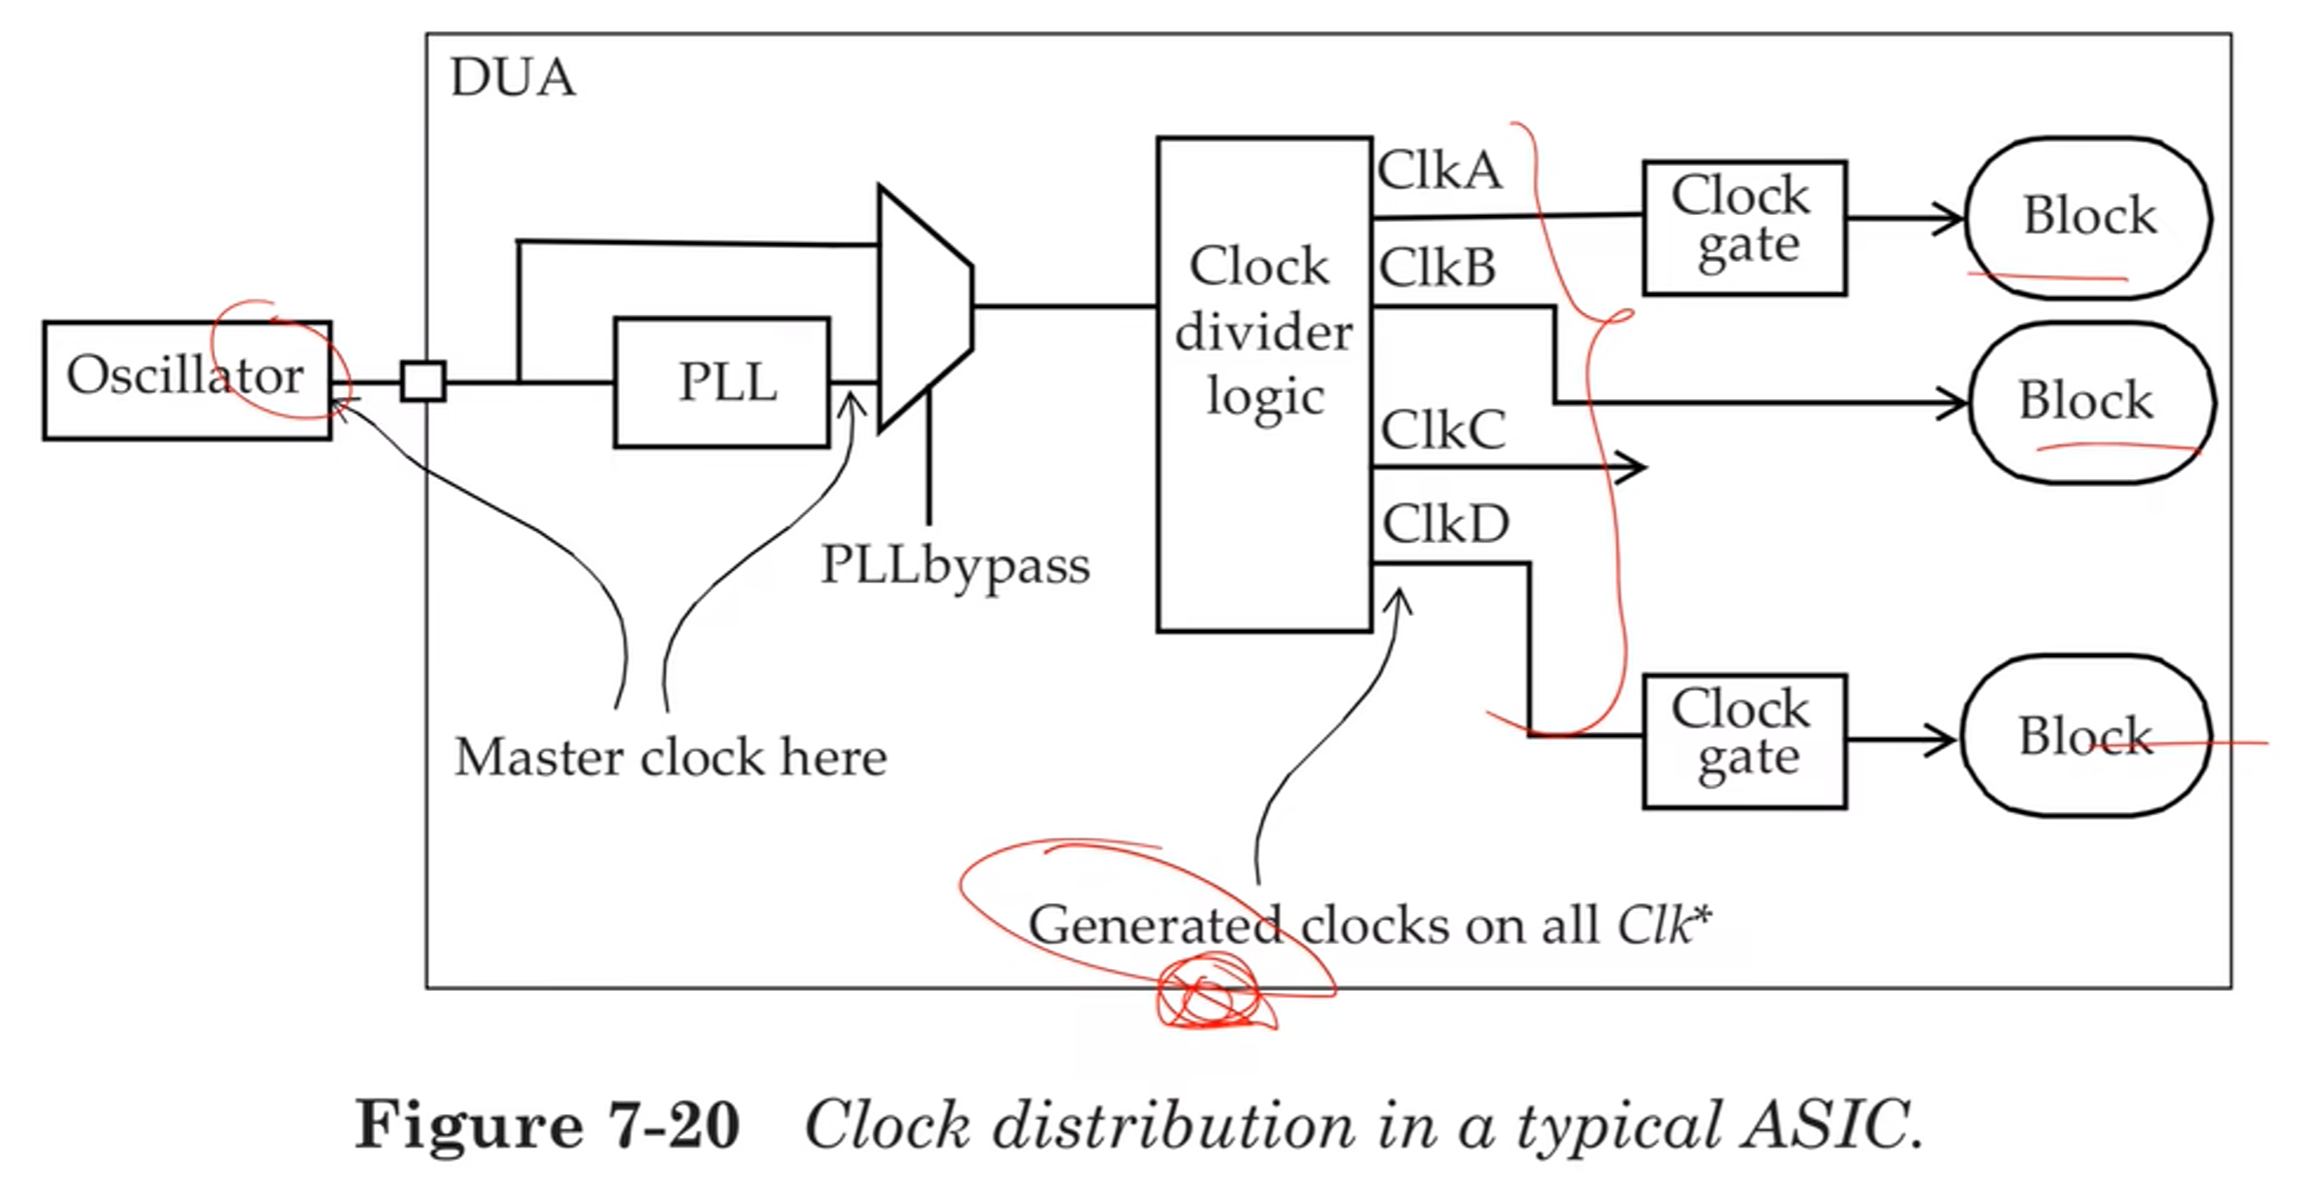 DUA
ClkA
Clock
gate
Block
ClkB
Clock
divider
logic
Oscillator
PLL
Block
ClkC
ClkD
PLLbypass
Clock
gate
Block
Master clock here
Generated clocks on all Clk*
Figure 7-20 Clock distribution in a typical ASIC.